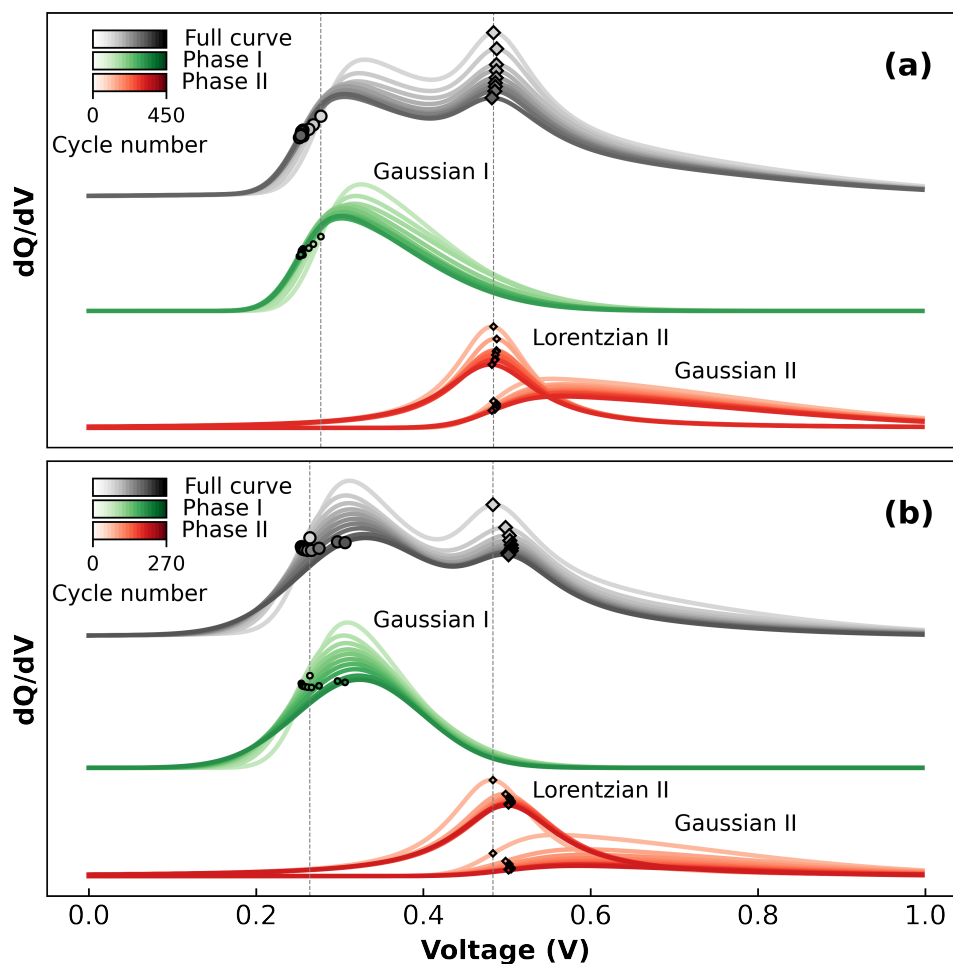 Full curve
Phase I
Phase II
0 450
Cycle number
(a)
Gaussian I
Lorentzian II
Gaussian II
dQ/dV
Full curve
Phase I
Phase II
0 270
Cycle number
(b)
Gaussian I
Lorentzian II
Gaussian II
dQ/dV
0.0 0.2 0.4 0.6 0.8 1.0
Voltage (V)